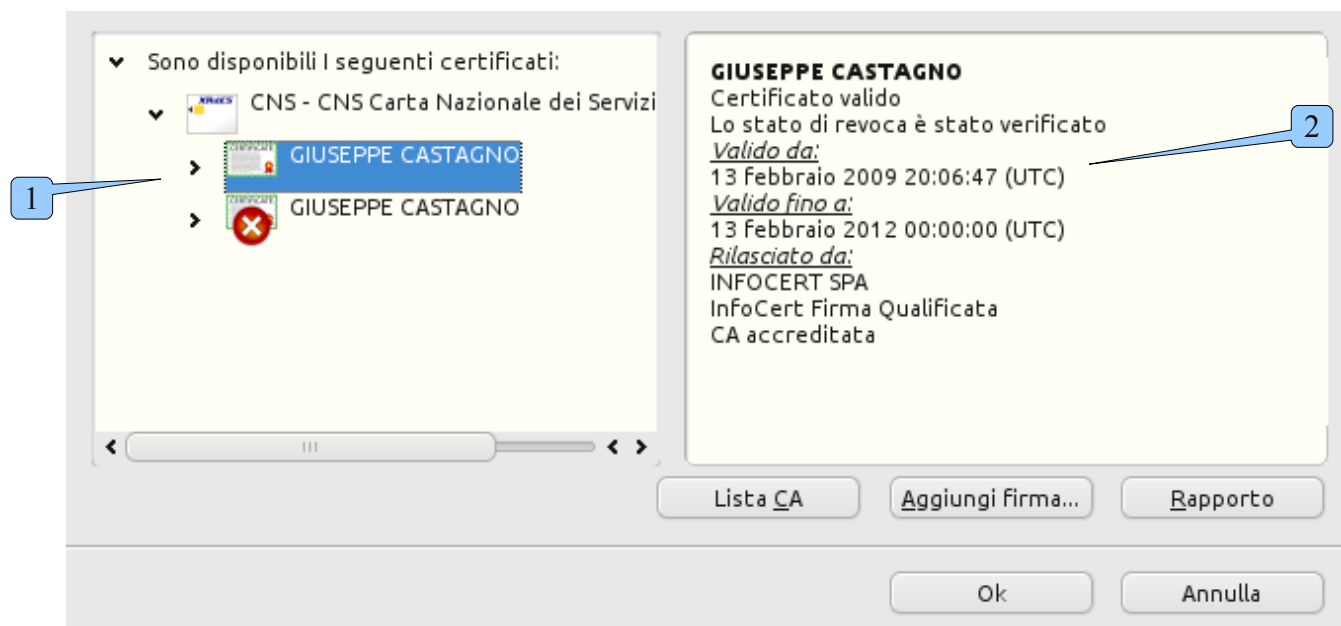 Sono disponibili I seguenti certificati:
CNS - CNS Carta Nazionale dei Servizi
GIUSEPPE CASTAGNO
GIUSEPPE CASTAGNO
1
GIUSEPPE CASTAGNO
Certificato valido
Lo stato di revoca è stato verificato
Valido da:
13 febbraio 2009 20:06:47 (UTC)
Valido fino a:
13 febbraio 2012 00:00:00 (UTC)
Rilasciato da:
INFOCERT SPA
InfoCert Firma Qualificata
CA accreditata
2
Lista CA
Aggiungi firma...
Rapporto
Ok
Annulla